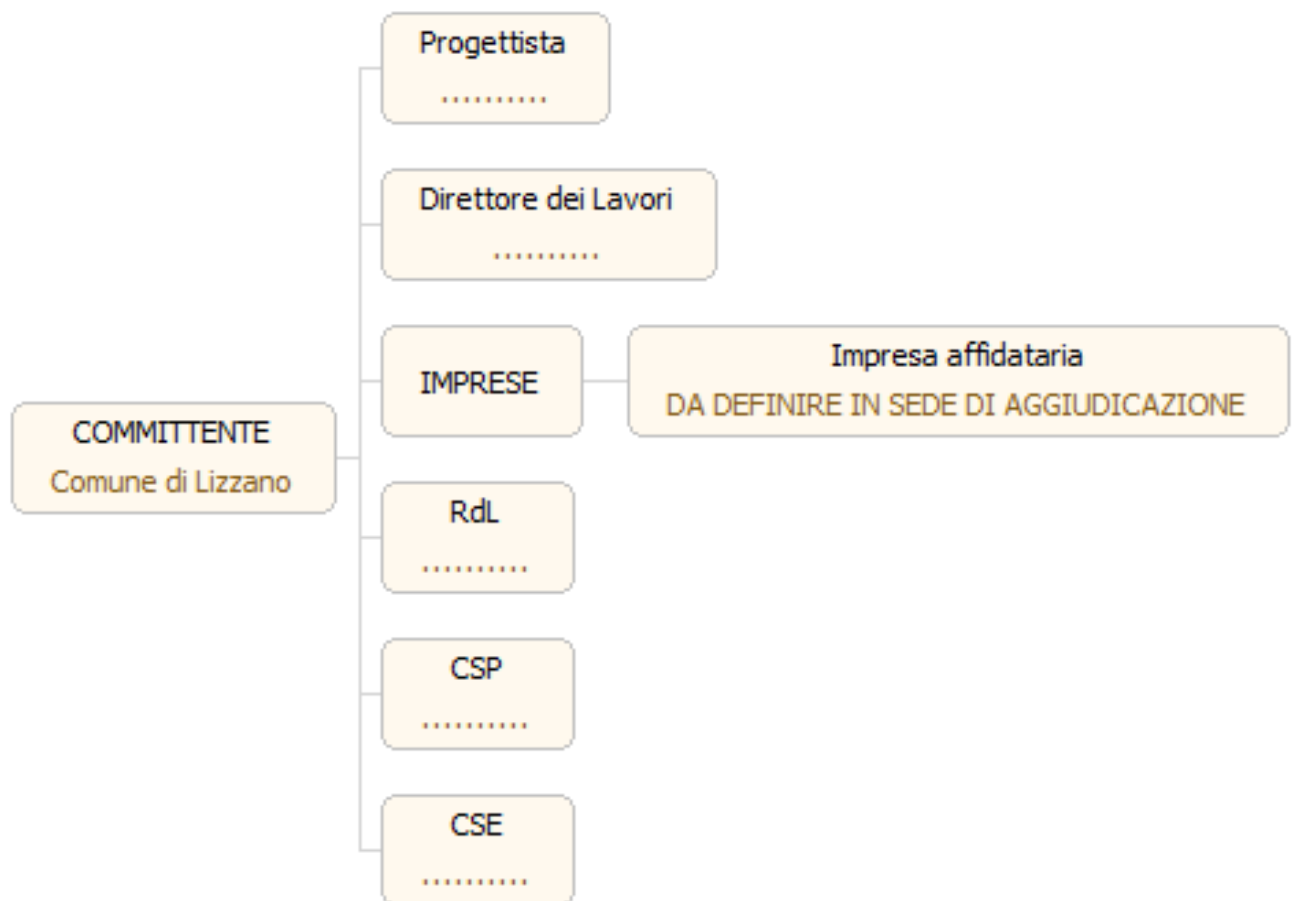 Progettista
..........
Direttore dei Lavori
..........
IMPRESE
Impresa affidataria
DA DEFINIRE IN SEDE DI AGGIUDICAZIONE
COMMITTENTE
Comune di Lizzano
RdL
..........
CSP
..........
CSE
..........